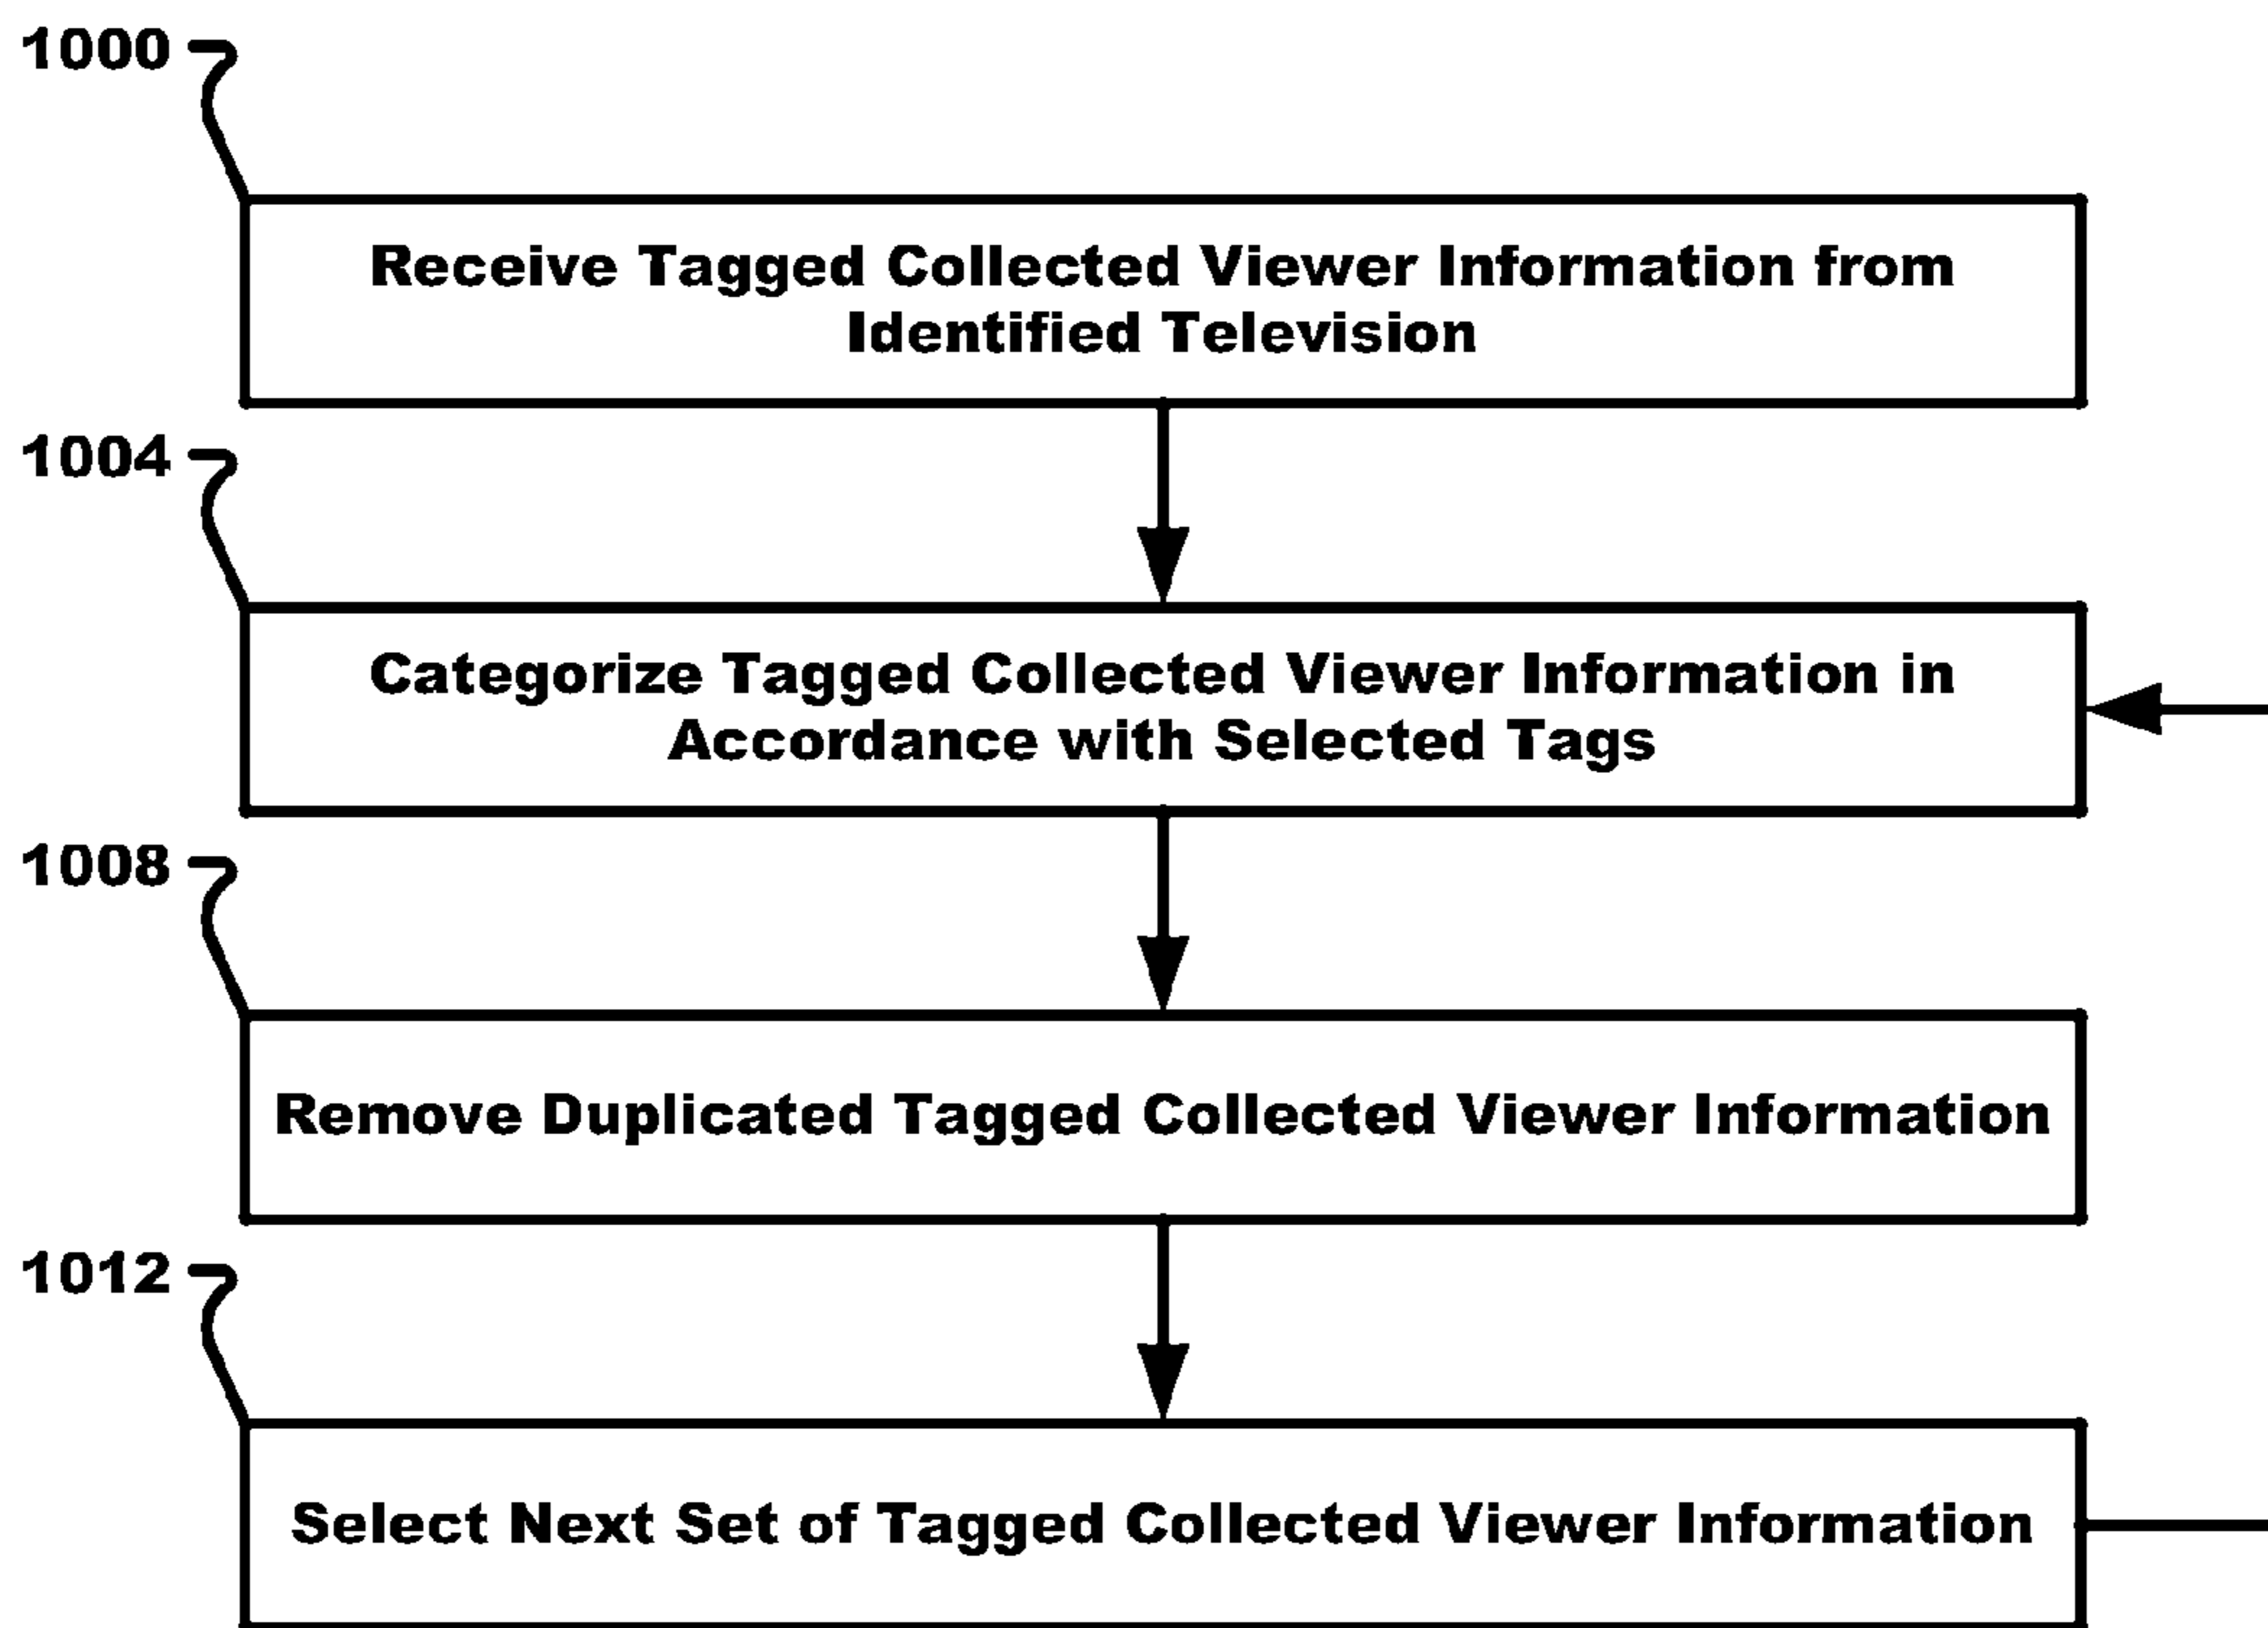 1000
Receive Tagged Collected Viewer Information from
Identified Television
1004
Categorize Tagged Collected Viewer Information in
Accordance with Selected Tags
1008
Remove Duplicated Tagged Collected Viewer Information
1012
Select Next Set of Tagged Collected Viewer Information